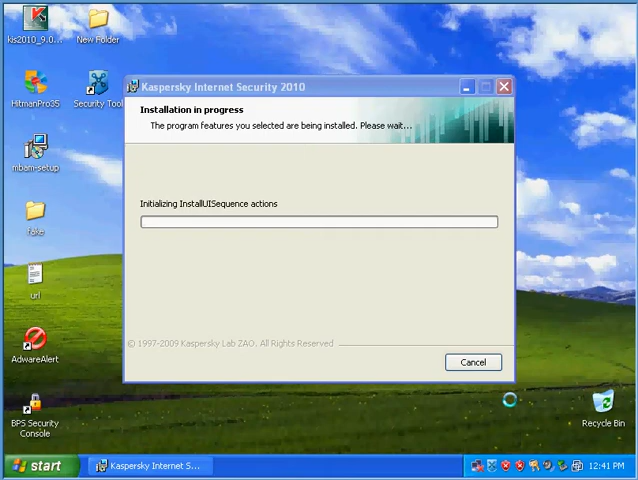 kis2010_9.0....
New Folder
HitmanPro35
Security Tool
mbam-setup
fake
url
AdwareAlert
BPS Security
Console
Kaspersky Internet Security 2010
Installation in progress
The program features you selected are being installed. Please wait...
Initializing InstallUISequence actions
© 1997-2009 Kaspersky Lab ZAO. All Rights Reserved
Cancel
Recycle Bin
start
Kaspersky Internet S...
12:41 PM